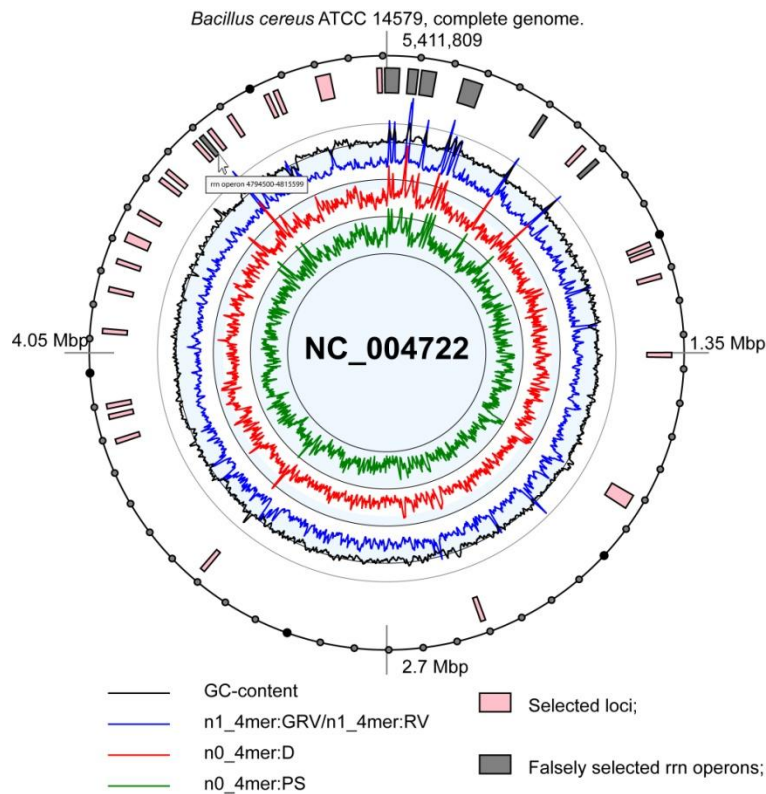 Bacillus cereus ATCC 14579, complete genome.
5,411,809
rrn operon 4794500-4815599
4.05 Mbp
NC_004722
1.35 Mbp
2.7 Mbp
GC-content
n1_4mer:GRV/n1_4mer:RV
n0_4mer:D
n0_4mer:PS
Selected loci;
Falsely selected rrn operons;